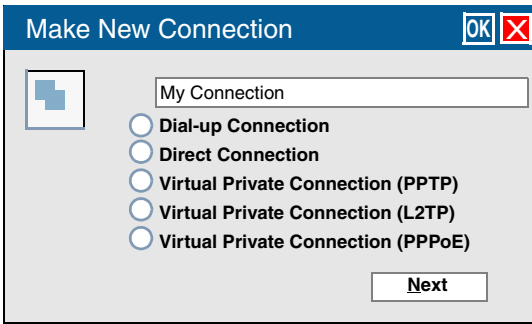 Make New Connection OK X
My Connection
Dial-up Connection
Direct Connection
Virtual Private Connection (PPTP)
Virtual Private Connection (L2TP)
Virtual Private Connection (PPPoE)
Next